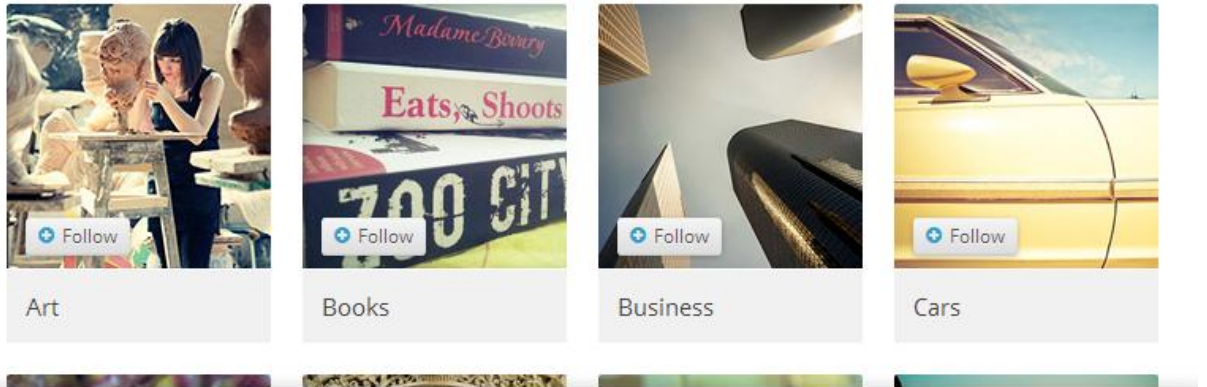 Madame Bovary
Eats, Shoots
ZOO CITY
Follow
Follow
Follow
Follow
Art
Books
Business
Cars